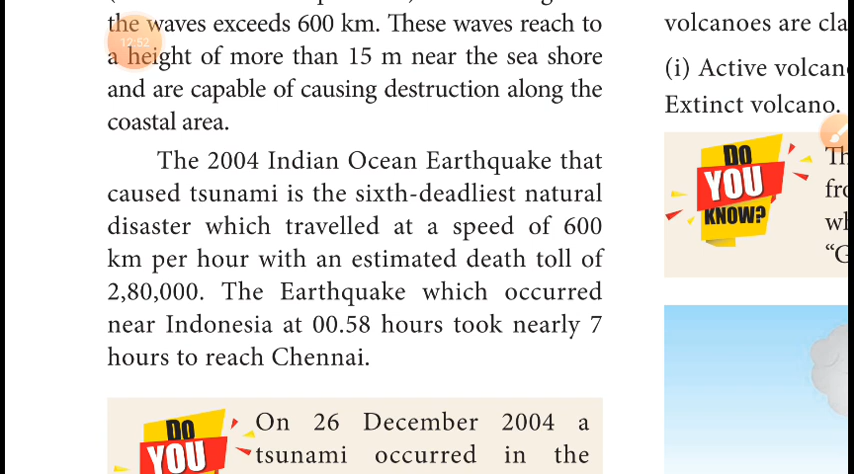 the waves exceeds 600 km. These waves reach to
a height of more than 15 m near the sea shore
and are capable of causing destruction along the
coastal area.
The 2004 Indian Ocean Earthquake that
caused tsunami is the sixth-deadliest natural
disaster which travelled at a speed of 600
km per hour with an estimated death toll of
2,80,000. The Earthquake which occurred
near Indonesia at 00.58 hours took nearly 7
hours to reach Chennai.
DO
YOU
On 26 December 2004 a
tsunami occurred in the
12:52
volcanoes are cla
(i) Active volcan
Extinct volcano.
DO
YOU
KNOW?
Th
fro
wh
“G